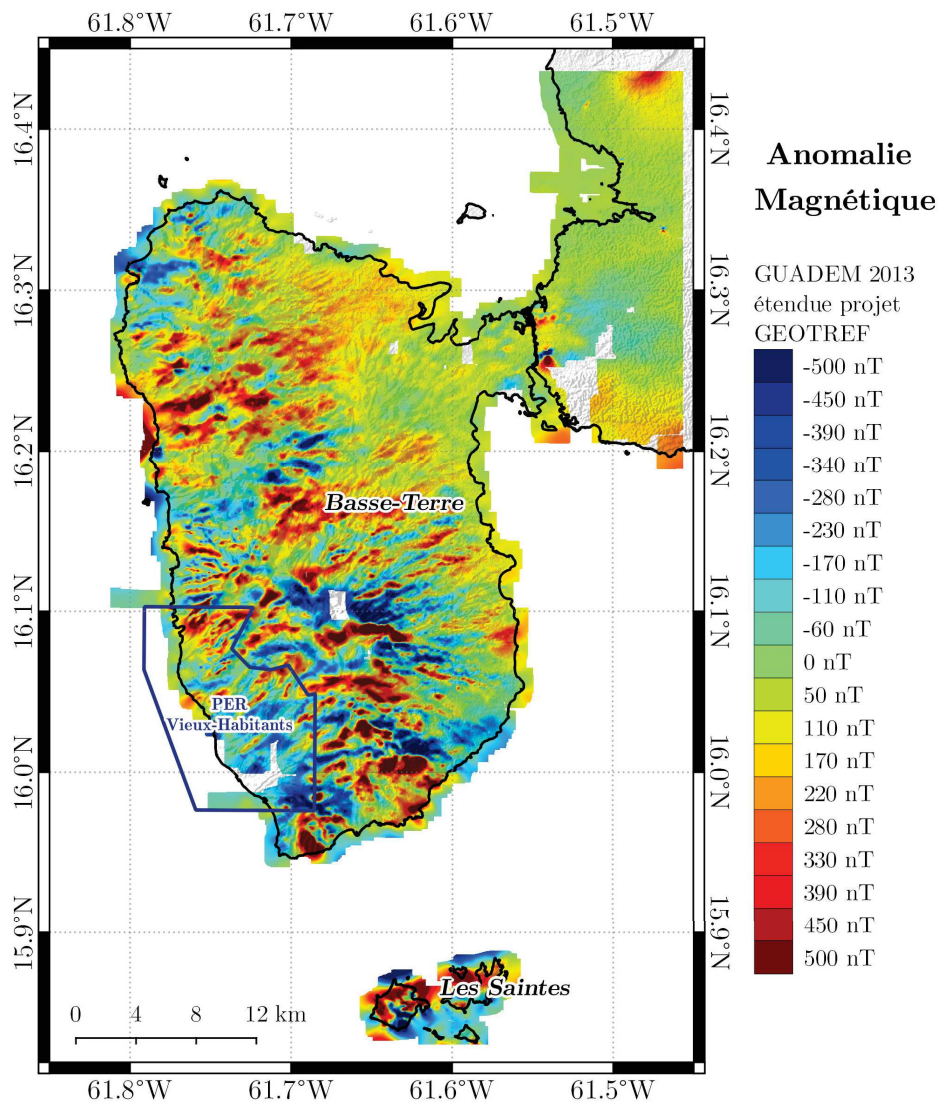 61.8°W 61.7°W 61.6°W 61.5°W
16.4°N
16.3°N
16.2°N
16.1°N
16.0°N
15.9°N
16.4°N
16.3°N
16.2°N
16.1°N
16.0°N
15.9°N
Basse-Terre
PER
Vieux-Habitants
Les Saintes
0 4 8 12 km
61.8°W 61.7°W 61.6°W 61.5°W
Anomalie
Magnétique
GUADEM 2013
étendue projet
GEOTREF
-500 nT
-450 nT
-390 nT
-340 nT
-280 nT
-230 nT
-170 nT
-110 nT
-60 nT
0 nT
50 nT
110 nT
170 nT
220 nT
280 nT
330 nT
390 nT
450 nT
500 nT